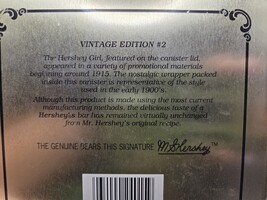 VINTAGE EDITION #2
The Hershey Girl, featured on the canister lid,
appeared in a variety of promotional materials
beginning around 1915. The nostalgic wrapper packed
inside this canister is representative of the style
used in the early 1900's.
Although this product is made using the most current
manufacturing methods, the delicious taste of a
Hershey's bar has remained virtually unchanged
from Mr. Hershey's original recipe.
THE GENUINE BEARS THIS SIGNATURE M.S. Hershey™